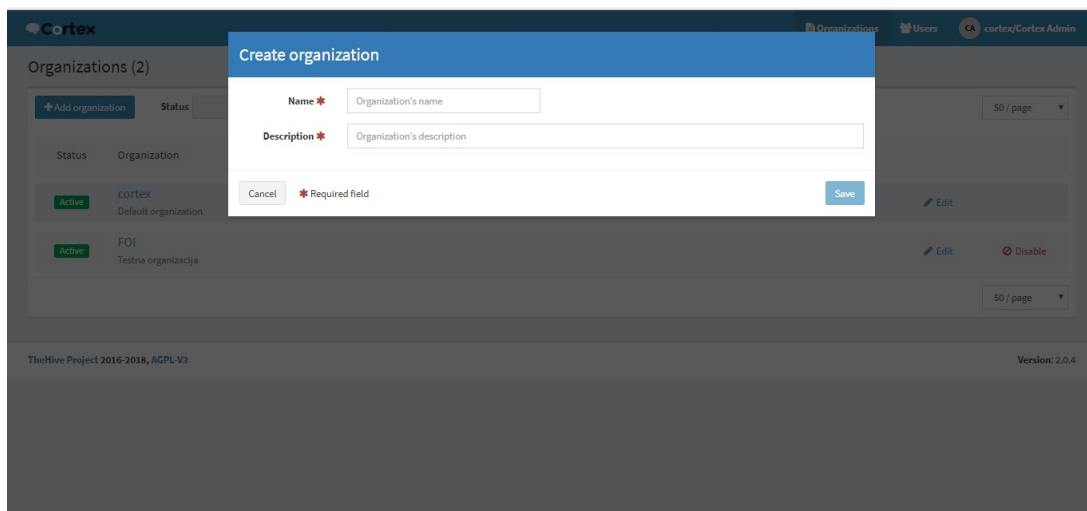 Cortex
Organizations Users CA cortex/Cortex Admin
Create organization
Organizations (2)
Name * Organization's name
+Add organization Status 50 / page
Description * Organization's description
Status Organization
Cancel * Required field Save
Active cortex Edit
Default organization
Active FOI Edit Disable
Testna organizacija
50 / page
TheHive Project 2016-2018, AGPL-V3 Version: 2.0.4